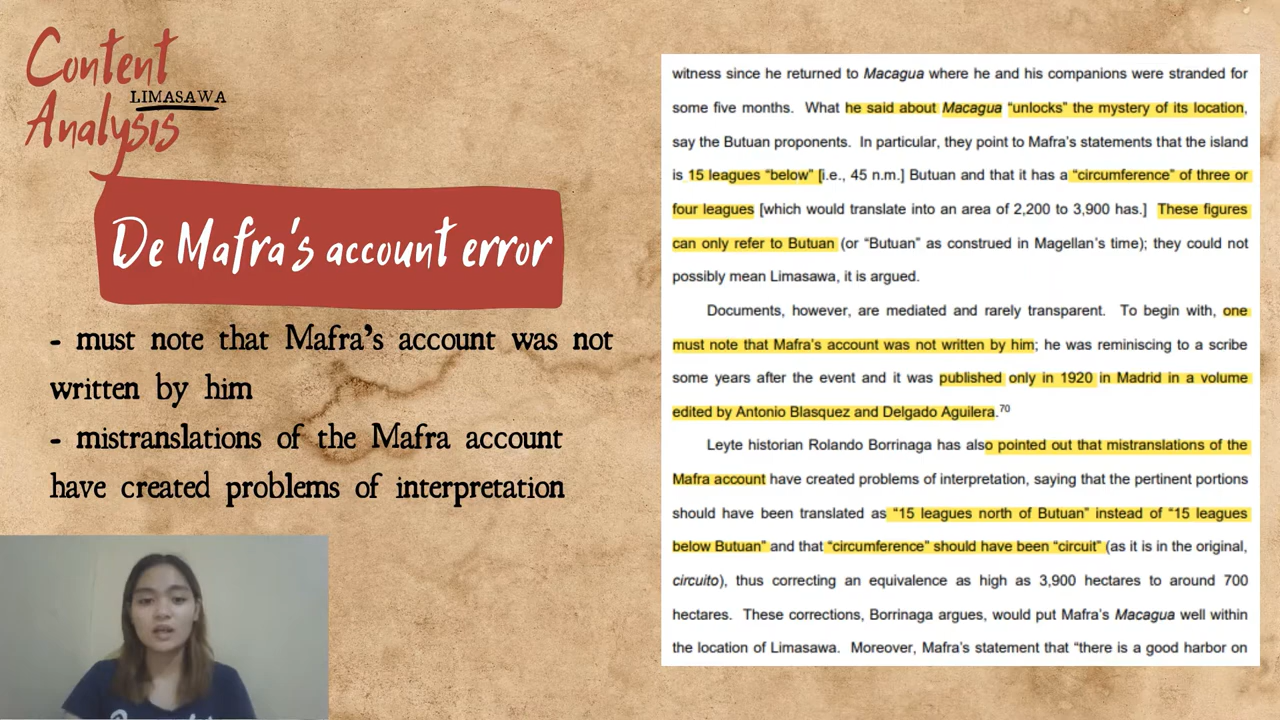 Content
LIMASAWA
Analysis
De Mafra's account error
- must note that Mafra's account was not
written by him
- mistranslations of the Mafra account
have created problems of interpretation
witness since he returned to Macagua where he and his companions were stranded for
some five months. What he said about Macagua “unlocks” the mystery of its location,
say the Butuan proponents. In particular, they point to Mafra's statements that the island
is 15 leagues “below” [i.e., 45 n.m.] Butuan and that it has a “circumference” of three or
four leagues [which would translate into an area of 2,200 to 3,900 has.] These figures
can only refer to Butuan (or “Butuan” as construed in Magellan's time); they could not
possibly mean Limasawa, it is argued.
Documents, however, are mediated and rarely transparent. To begin with, one
must note that Mafra's account was not written by him; he was reminiscing to a scribe
some years after the event and it was published only in 1920 in Madrid in a volume
edited by Antonio Blasquez and Delgado Aguilera.70
Leyte historian Rolando Borrinaga has also pointed out that mistranslations of the
Mafra account have created problems of interpretation, saying that the pertinent portions
should have been translated as “15 leagues north of Butuan” instead of “15 leagues
below Butuan” and that “circumference” should have been “circuit” (as it is in the original,
circuito), thus correcting an equivalence as high as 3,900 hectares to around 700
hectares. These corrections, Borrinaga argues, would put Mafra's Macagua well within
the location of Limasawa. Moreover, Mafra's statement that “there is a good harbor on